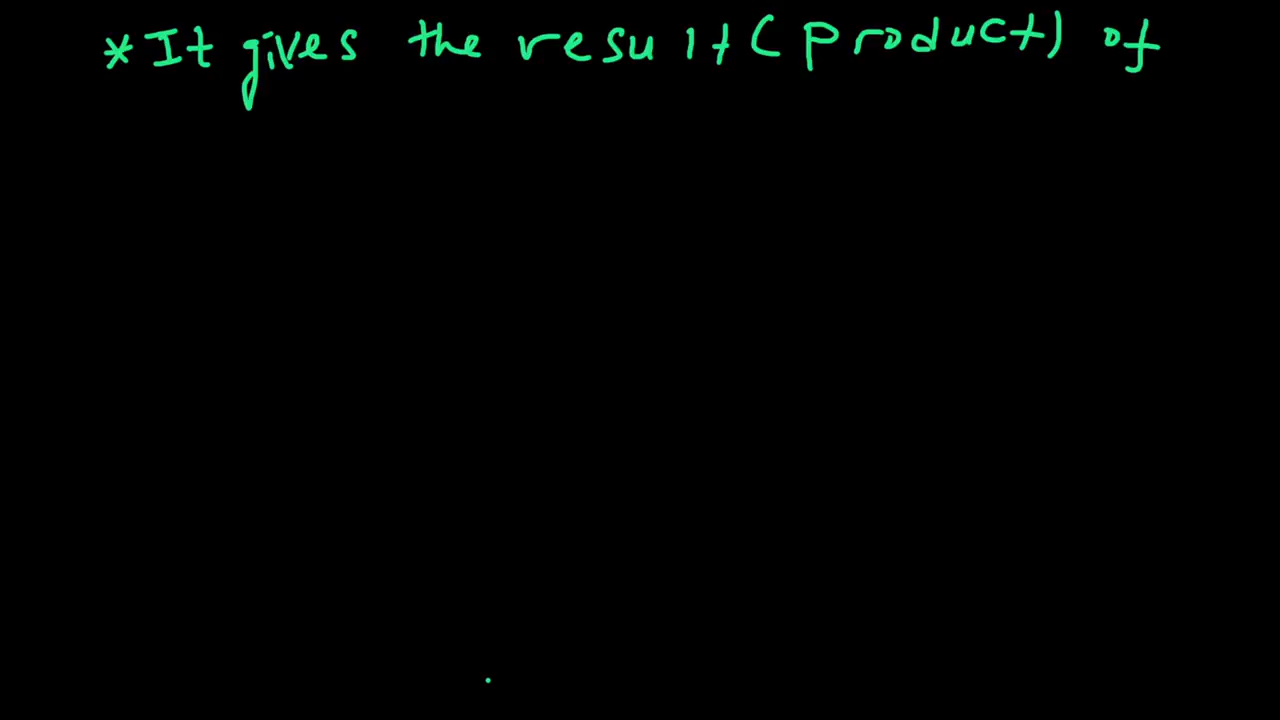 *It gives the result(product) of